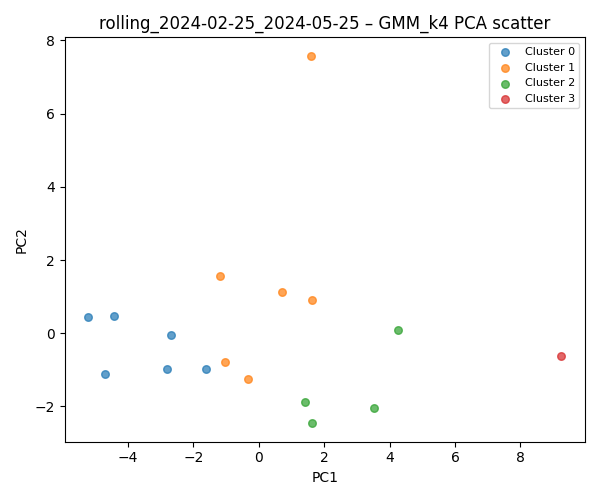 rolling_2024-02-25_2024-05-25 – GMM_k4 PCA scatter
Cluster 0
Cluster 1
Cluster 2
Cluster 3
8
6
4
2
0
−2
PC2
−4 −2 0 2 4 6 8
PC1